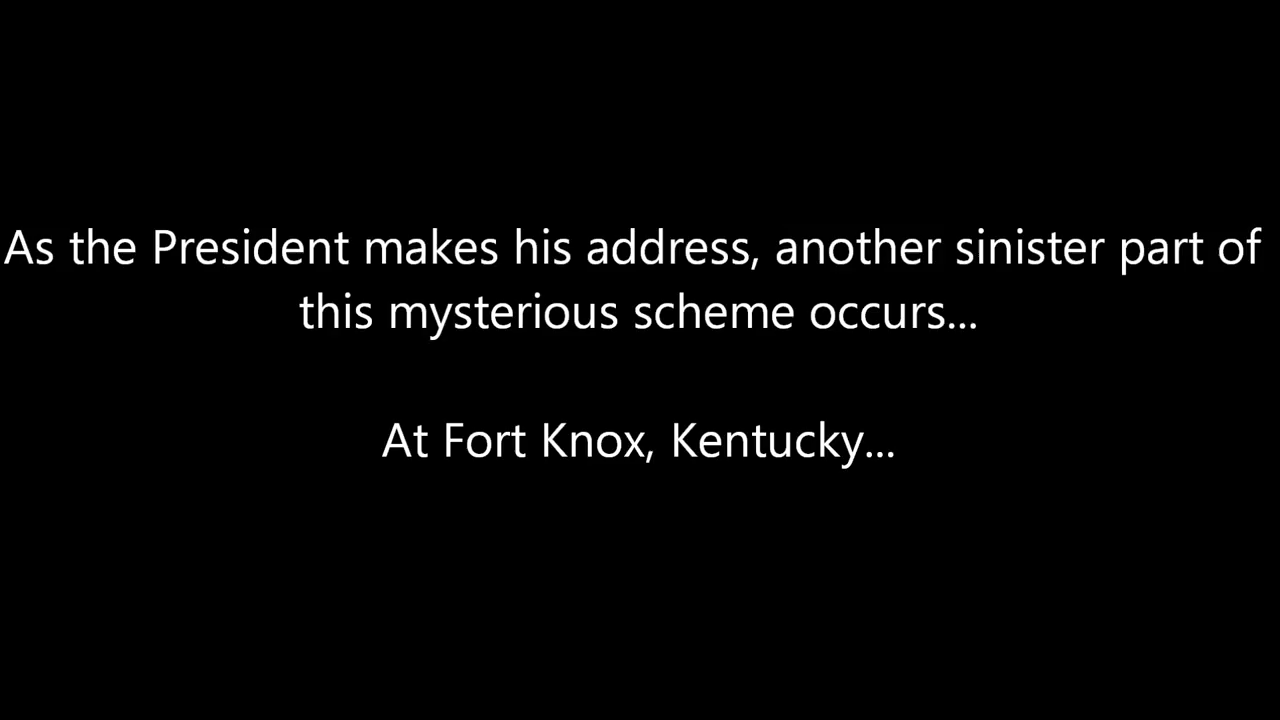 As the President makes his address, another sinister part of
this mysterious scheme occurs...
At Fort Knox, Kentucky...